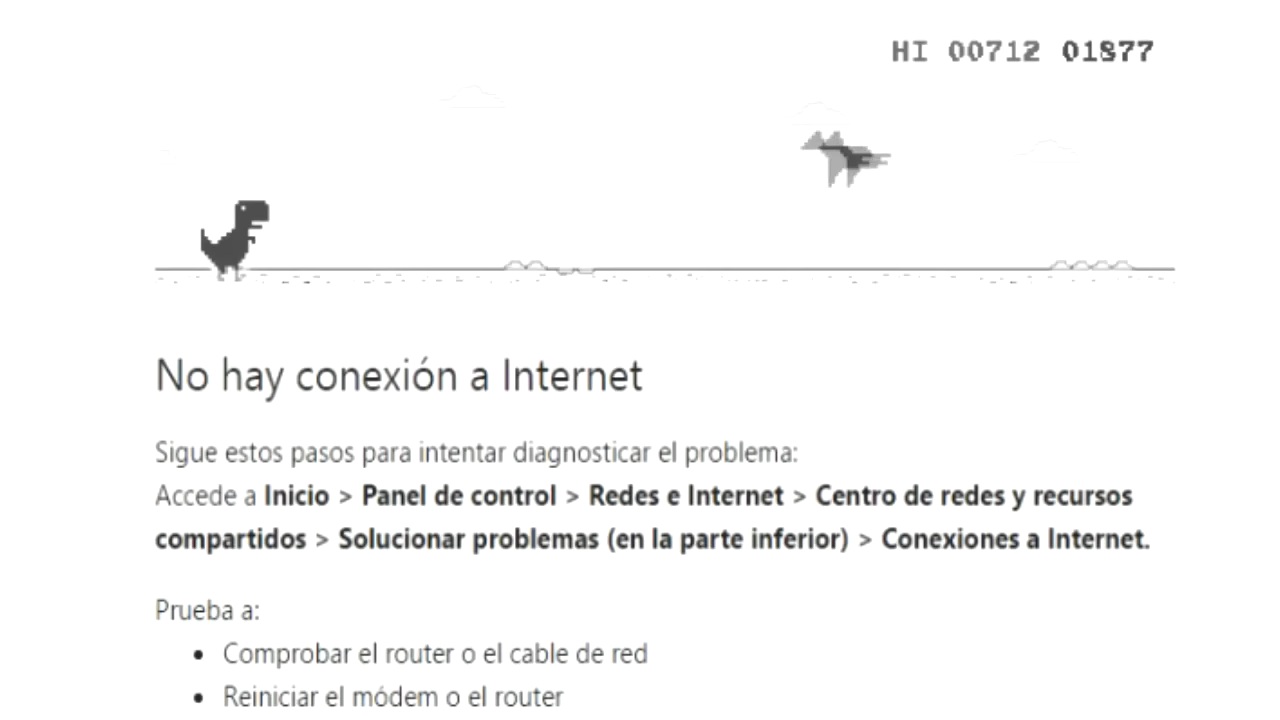 HI 00712 01877
No hay conexión a Internet
Sigue estos pasos para intentar diagnosticar el problema:
Accede a Inicio > Panel de control > Redes e Internet > Centro de redes y recursos
compartidos > Solucionar problemas (en la parte inferior) > Conexiones a Internet.
Prueba a:
• Comprobar el router o el cable de red
• Reiniciar el módem o el router